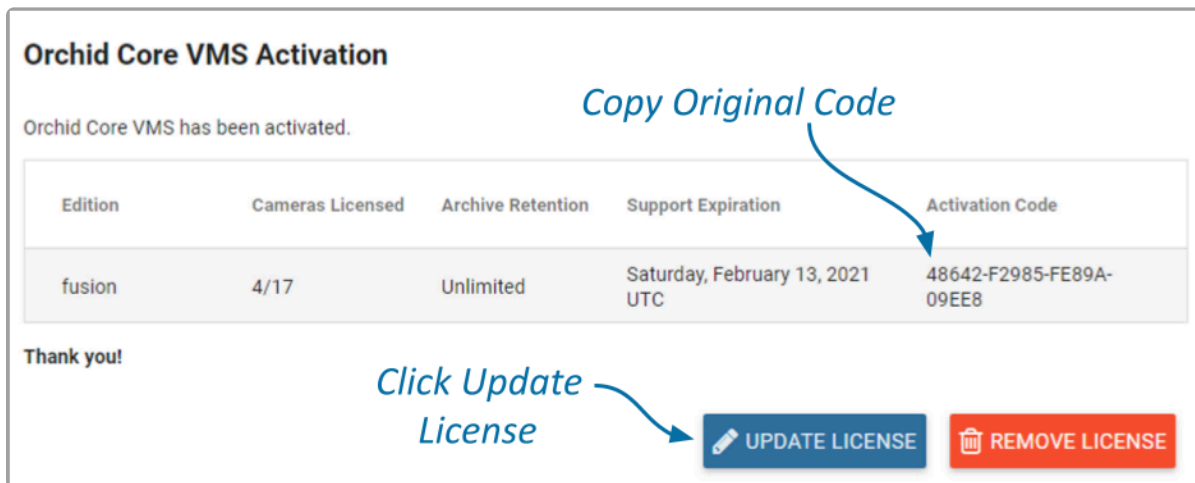 Orchid Core VMS Activation
Copy Original Code
Orchid Core VMS has been activated.
Edition Cameras Licensed Archive Retention Support Expiration Activation Code
fusion 4/17 Unlimited Saturday, February 13, 2021 48642-F2985-FE89A-
UTC 09EE8
Thank you!
Click Update
License
UPDATE LICENSE REMOVE LICENSE